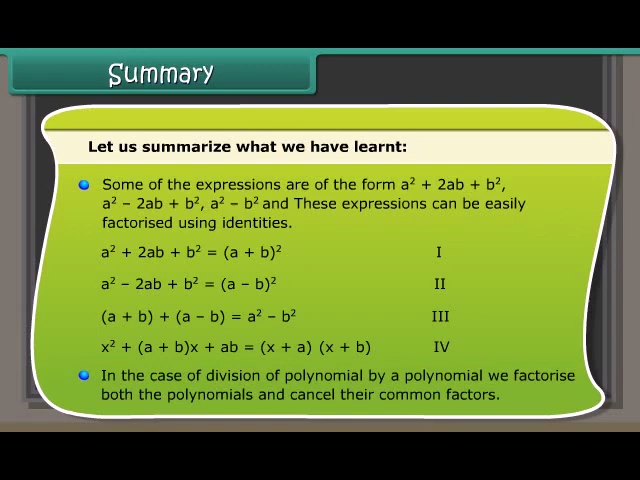 Summary
Let us summarize what we have learnt:
Some of the expressions are of the form a² + 2ab + b²,
a² – 2ab + b², a² – b² and These expressions can be easily
factorised using identities.
a² + 2ab + b² = (a + b)² I
a² – 2ab + b² = (a – b)² II
(a + b) + (a – b) = a² – b² III
x² + (a + b)x + ab = (x + a) (x + b) IV
In the case of division of polynomial by a polynomial we factorise
both the polynomials and cancel their common factors.